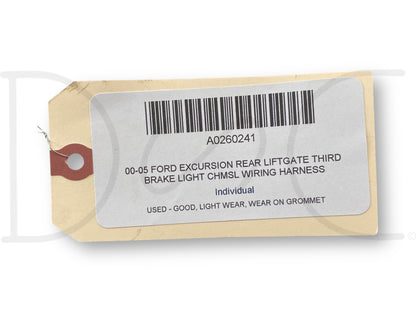 A0260241
00-05 FORD EXCURSION REAR LIFTGATE THIRD
BRAKE LIGHT CHMSL WIRING HARNESS
Individual
USED - GOOD, LIGHT WEAR, WEAR ON GROMMET